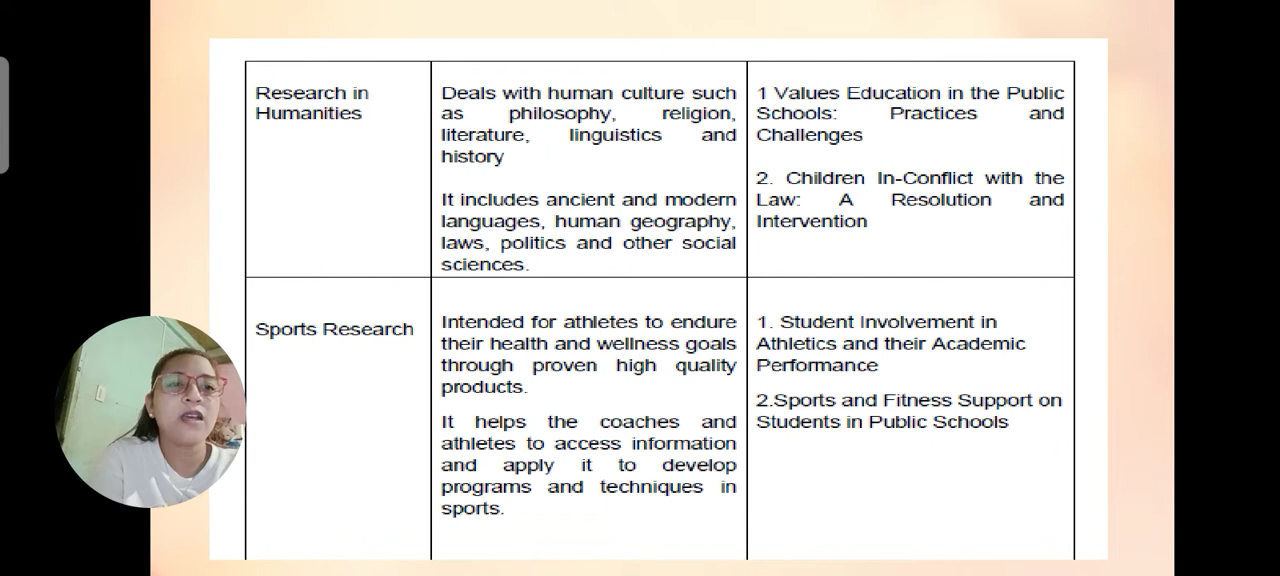 Research in
Humanities
Deals with human culture such
as philosophy, religion,
literature, linguistics and
history
It includes ancient and modern
languages, human geography,
laws, politics and other social
sciences.
1 Values Education in the Public
Schools: Practices and
Challenges
2. Children In-Conflict with the
Law: A Resolution and
Intervention
Sports Research
Intended for athletes to endure
their health and wellness goals
through proven high quality
products.
It helps the coaches and
athletes to access information
and apply it to develop
programs and techniques in
sports.
1. Student Involvement in
Athletics and their Academic
Performance
2.Sports and Fitness Support on
Students in Public Schools